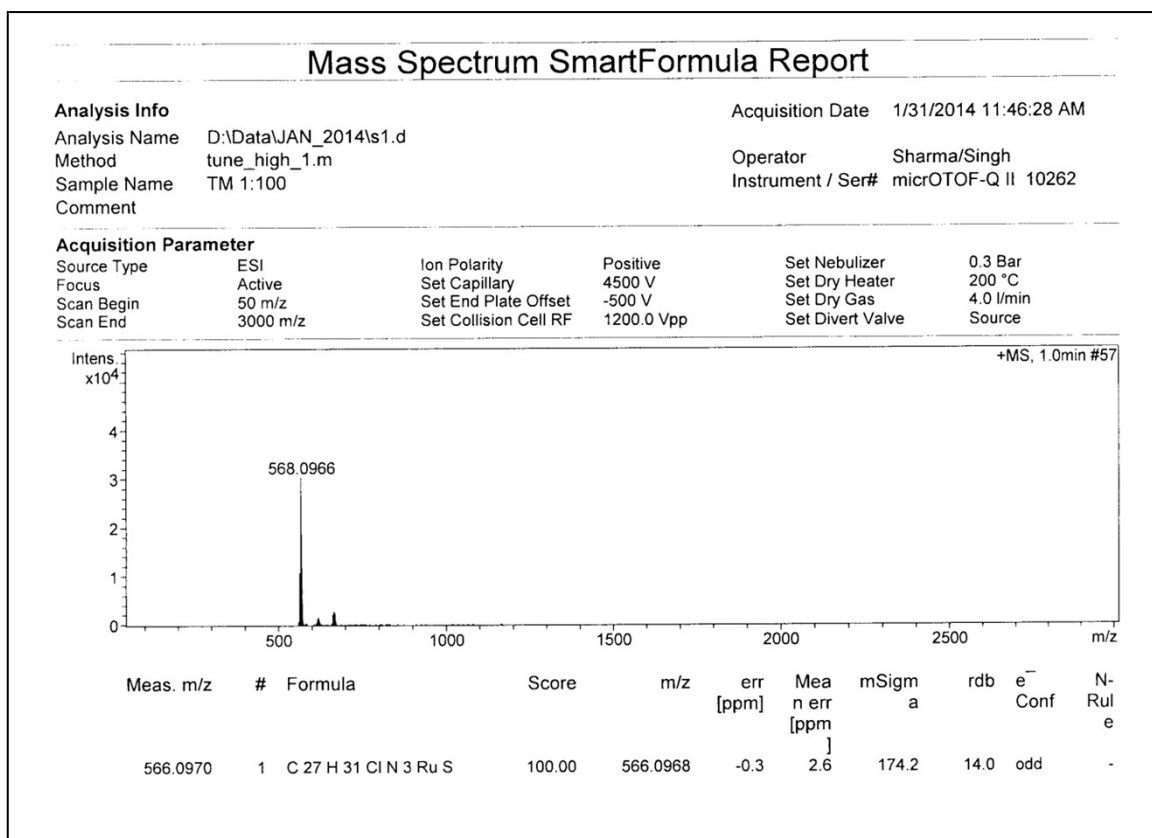 Mass Spectrum SmartFormula Report
Analysis Info Acquisition Date 1/31/2014 11:46:28 AM
Analysis Name D:\Data\JAN_2014\s1.d
Method tune_high_1.m Operator Sharma/Singh
Sample Name TM 1:100 Instrument / Ser# micrOTOF-Q II 10262
Comment
Acquisition Parameter
Source Type ESI Ion Polarity Positive Set Nebulizer 0.3 Bar
Focus Active Set Capillary 4500 V Set Dry Heater 200 °C
Scan Begin 50 m/z Set End Plate Offset -500 V Set Dry Gas 4.0 l/min
Scan End 3000 m/z Set Collision Cell RF 1200.0 Vpp Set Divert Valve Source
Intens. +MS, 1.0min #57
x10⁴
4
568.0966
3
2
1
0
500 1000 1500 2000 2500 m/z
Meas. m/z # Formula Score m/z err Mea mSigm rdb e⁻ N-
[ppm] n err a Conf Rul
[ppm e
]
566.0970 1 C 27 H 31 Cl N 3 Ru S 100.00 566.0968 -0.3 2.6 174.2 14.0 odd -